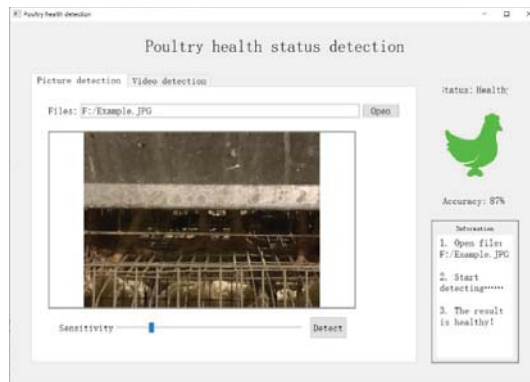 Poultry health detection
Poultry health status detection
Picture detection Video detection
Files: F:/Example.JPG Open
Sensitivity Detect
Status: Healthy
Accuracy: 87%
Information
1. Open file:
F:/Example.JPG
2. Start
detecting······
3. The result
is healthy!